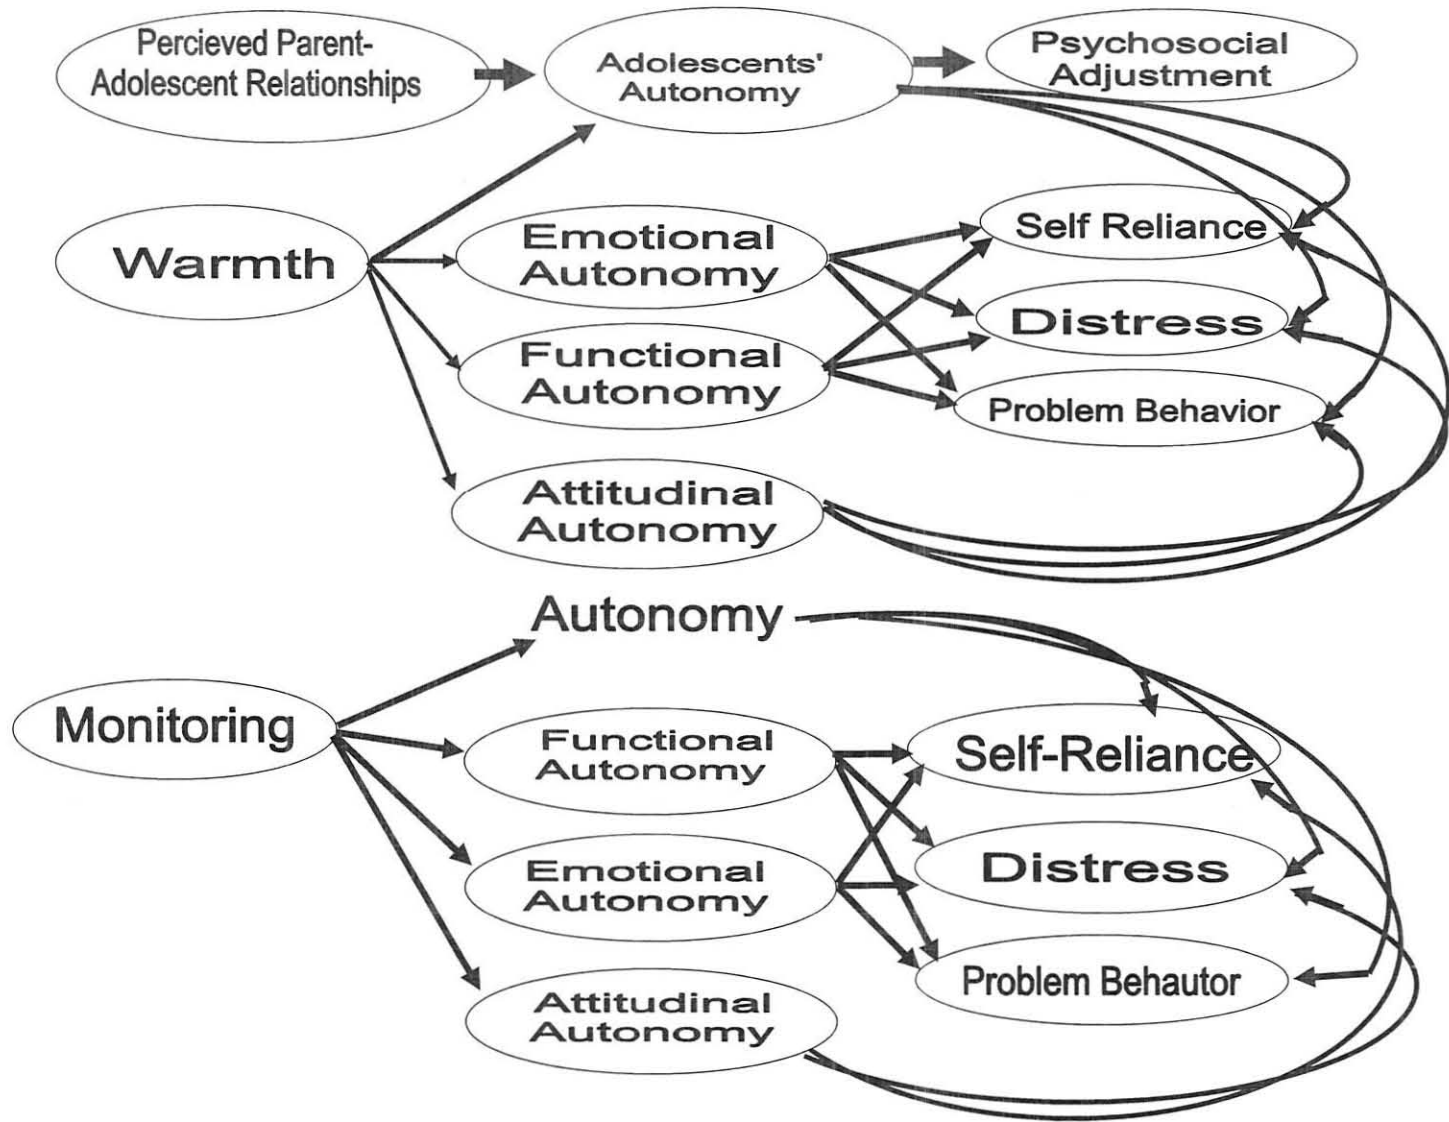 Percieved Parent-
Adolescent Relationships
Adolescents'
Autonomy
Psychosocial
Adjustment
Warmth
Emotional
Autonomy
Functional
Autonomy
Attitudinal
Autonomy
Self Reliance
Distress
Problem Behavior
Autonomy
Monitoring
Functional
Autonomy
Emotional
Autonomy
Attitudinal
Autonomy
Self-Reliance
Distress
Problem Behautor